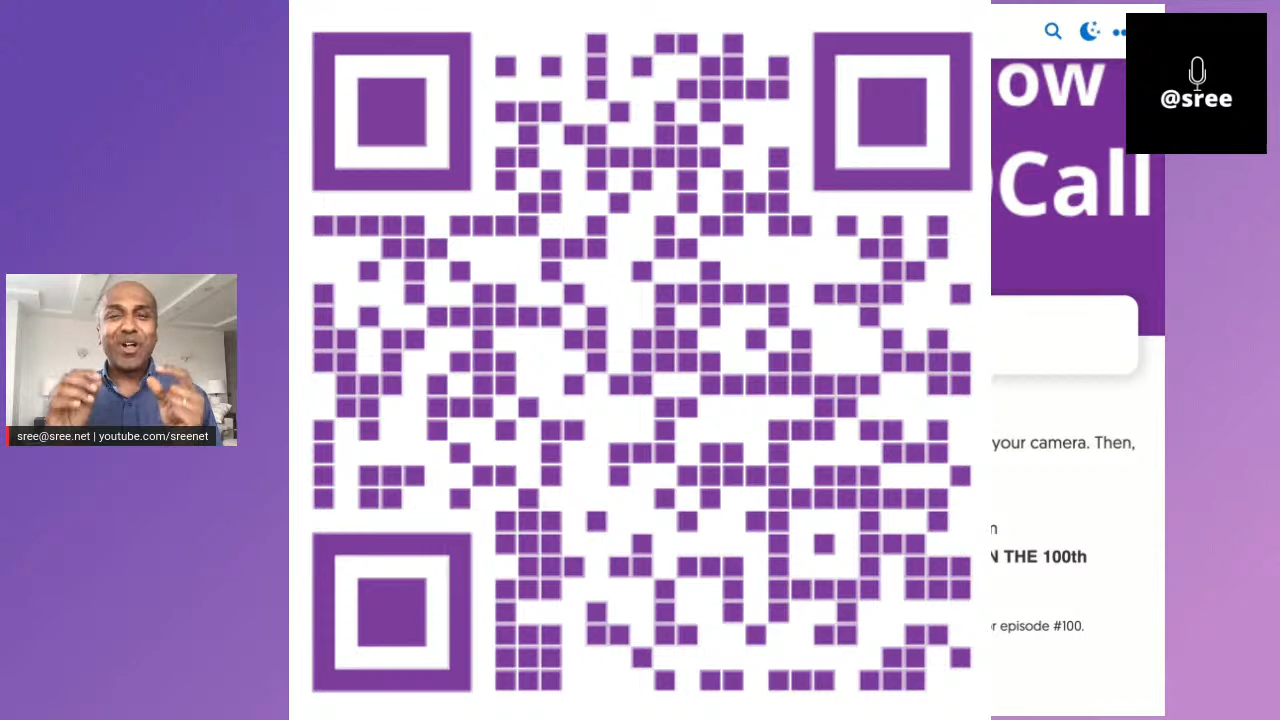 ow
Call
@sree
sree@sree.net | youtube.com/sreenet
your camera. Then,
N THE 100th
r episode #100.